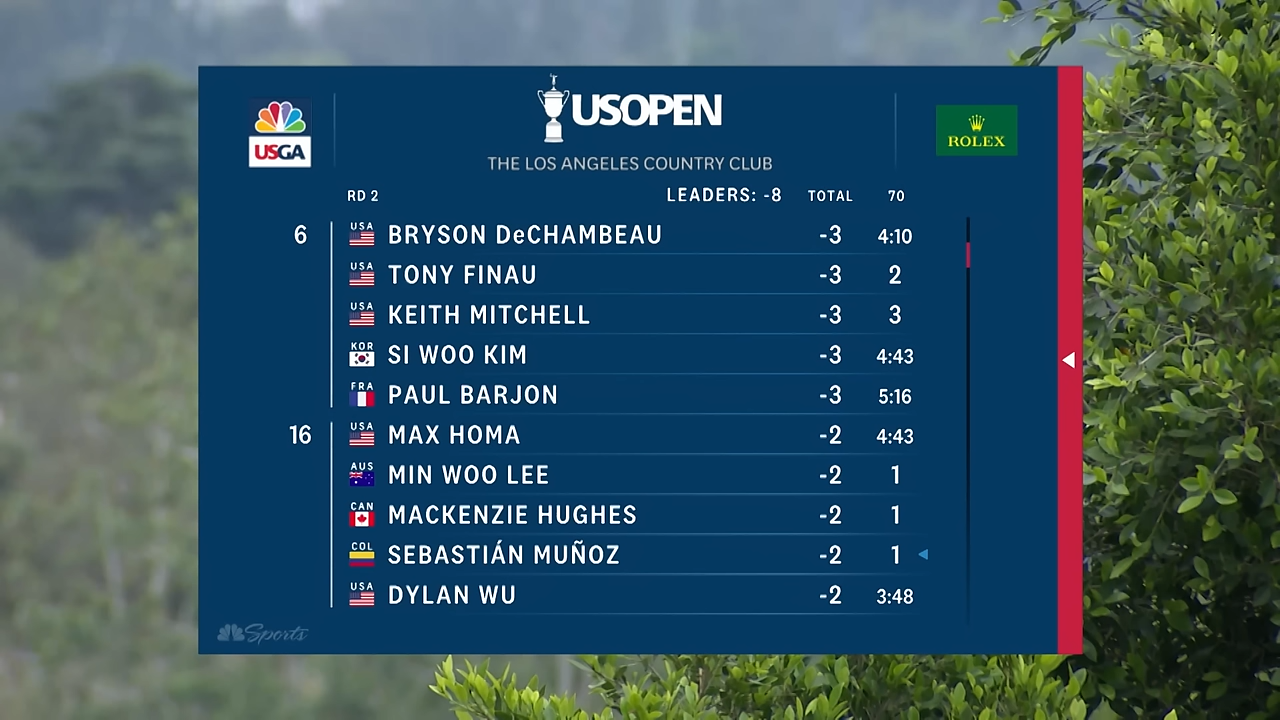 USOPEN
USGA
ROLEX
THE LOS ANGELES COUNTRY CLUB
RD 2 LEADERS: -8 TOTAL 70
6 USA BRYSON DeCHAMBEAU -3 4:10
USA TONY FINAU -3 2
USA KEITH MITCHELL -3 3
KOR SI WOO KIM -3 4:43
FRA PAUL BARJON -3 5:16
16 USA MAX HOMA -2 4:43
AUS MIN WOO LEE -2 1
CAN MACKENZIE HUGHES -2 1
COL SEBASTIÁN MUÑOZ -2 1
USA DYLAN WU -2 3:48
Sports